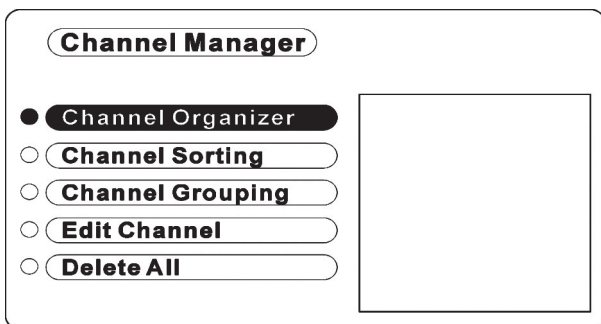 Channel Manager
Channel Organizer
Channel Sorting
Channel Grouping
Edit Channel
Delete All